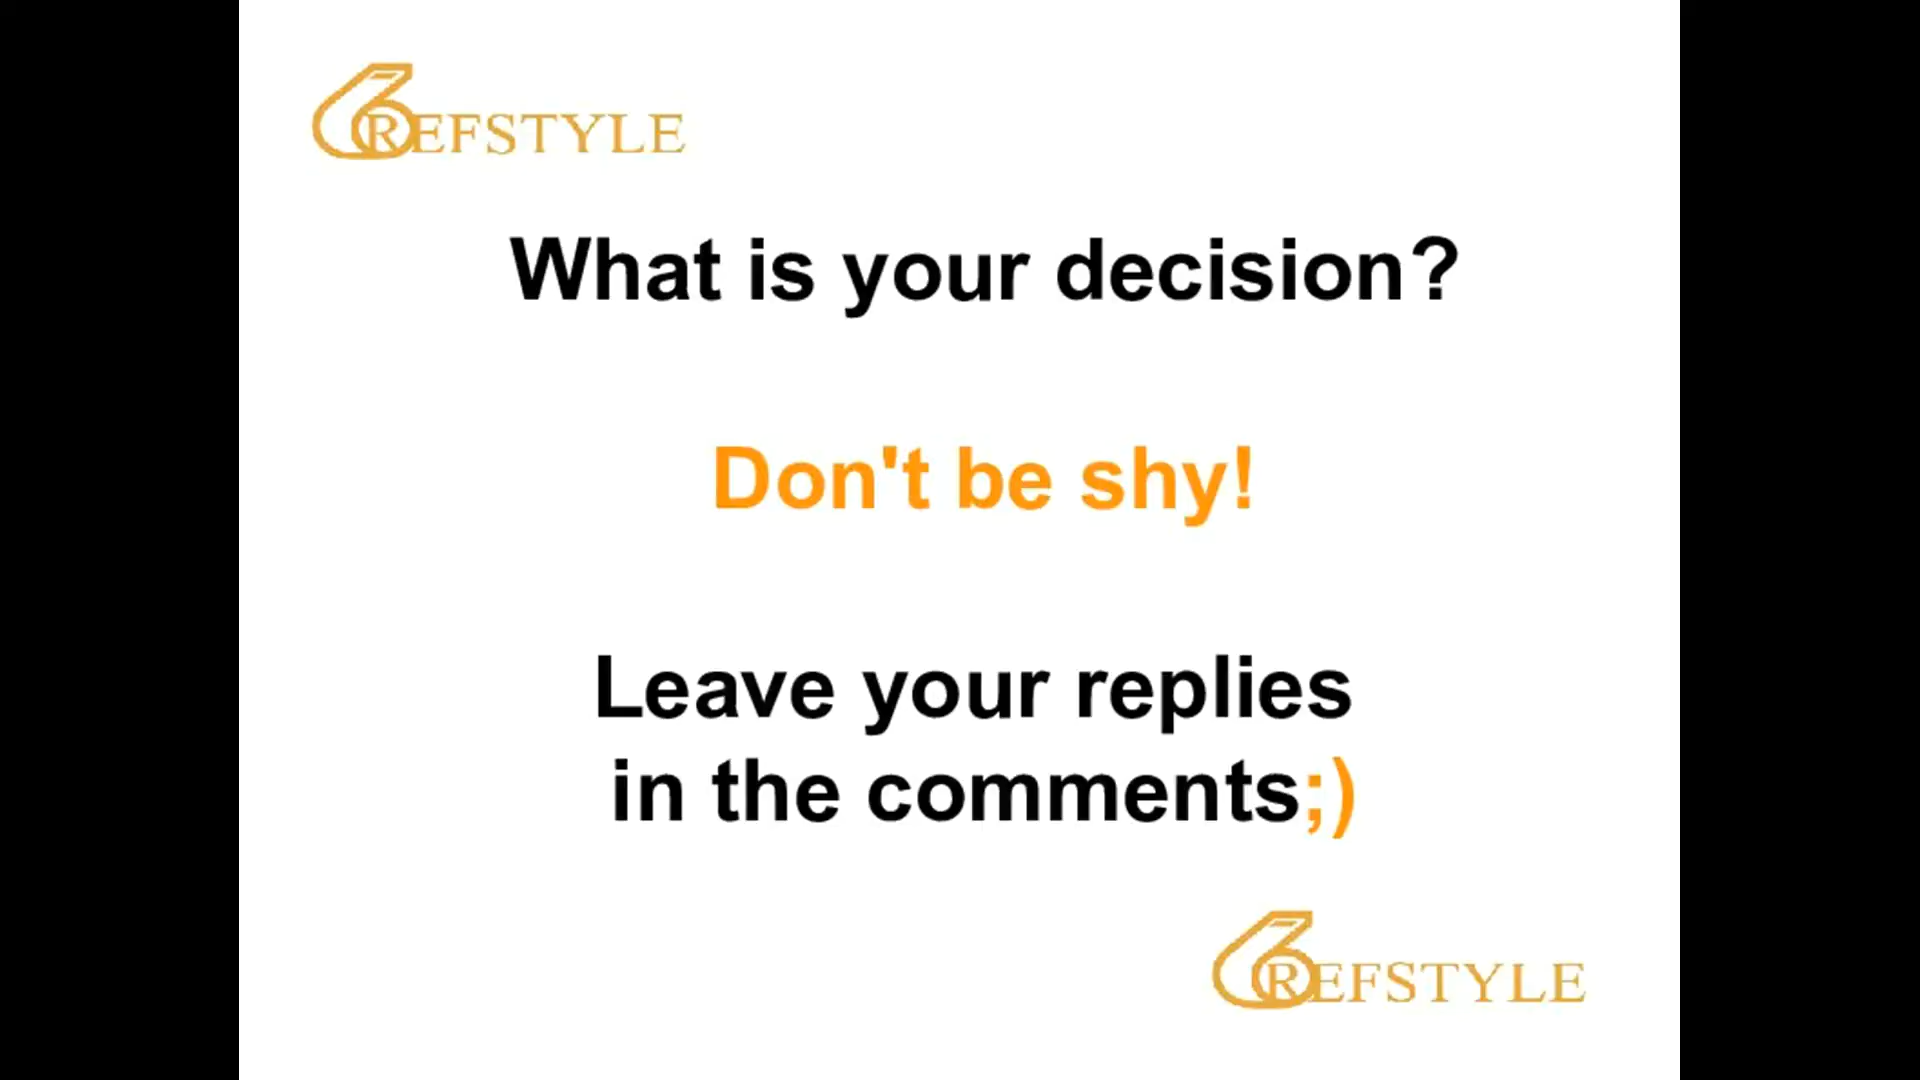 REFSTYLE
What is your decision?
Don't be shy!
Leave your replies
in the comments;)
REFSTYLE